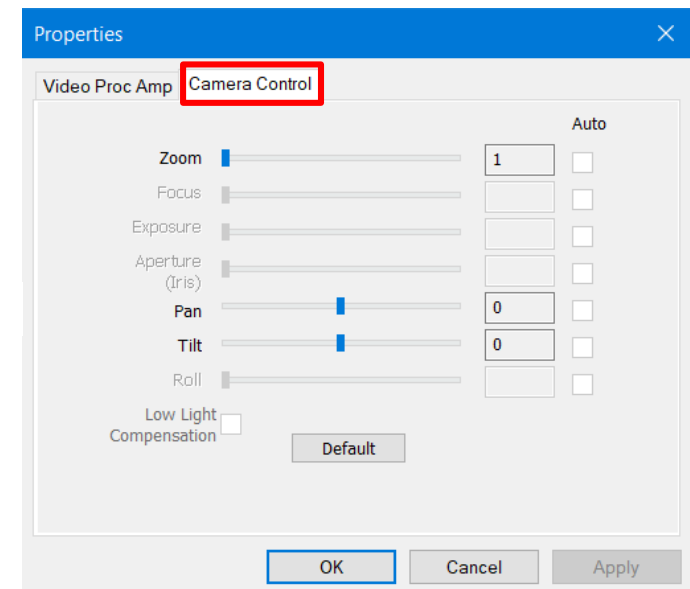 Properties
Video Proc Amp Camera Control
Auto
Zoom 1
Focus
Exposure
Aperture
(Iris)
Pan 0
Tilt 0
Roll
Low Light
Compensation
Default
OK Cancel Apply